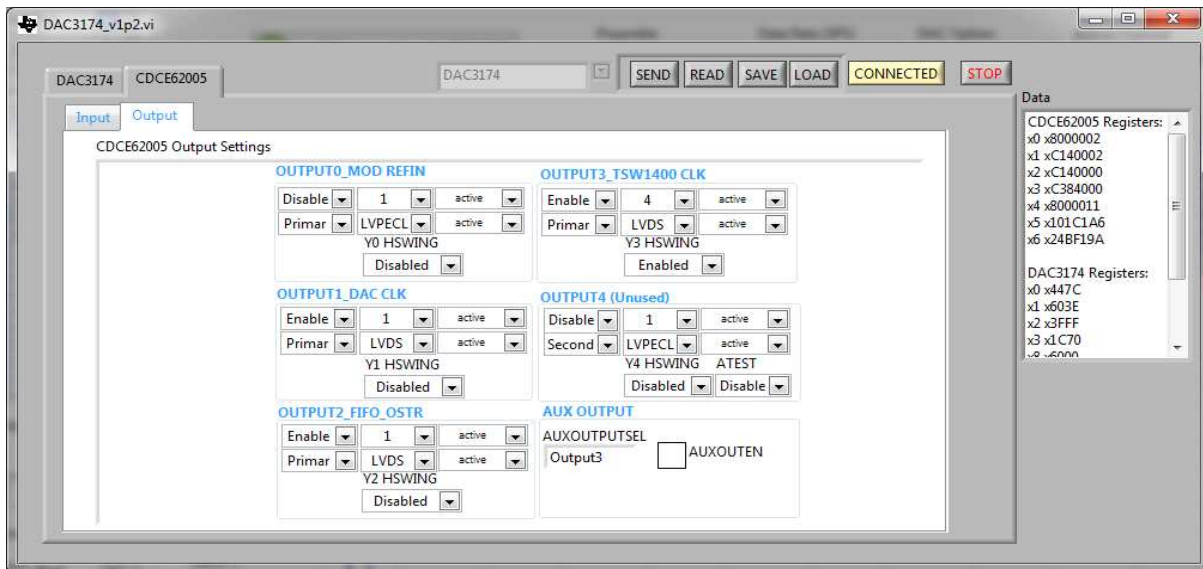 DAC3174_v1p2.vi
DAC3174 CDCE62005 DAC3174 SEND READ SAVE LOAD CONNECTED STOP
Input Output
CDCE62005 Output Settings
OUTPUT0_MOD REFIN
Disable 1 active
Primar LVPECL active
Y0 HSWING
Disabled
OUTPUT1_DAC CLK
Enable 1 active
Primar LVDS active
Y1 HSWING
Disabled
OUTPUT2_FIFO_OSTR
Enable 1 active
Primar LVDS active
Y2 HSWING
Disabled
OUTPUT3_TSW1400 CLK
Enable 4 active
Primar LVDS active
Y3 HSWING
Enabled
OUTPUT4 (Unused)
Disable 1 active
Second LVPECL active
Y4 HSWING ATEST
Disabled Disable
AUX OUTPUT
AUXOUTPUTSEL
Output3 AUXOUTEN
Data
CDCE62005 Registers:
x0 x8000002
x1 xC140002
x2 xC140000
x3 xC384000
x4 x8000011
x5 x101C1A6
x6 x24BF19A
DAC3174 Registers:
x0 x447C
x1 x603E
x2 x3FFF
x3 x1C70